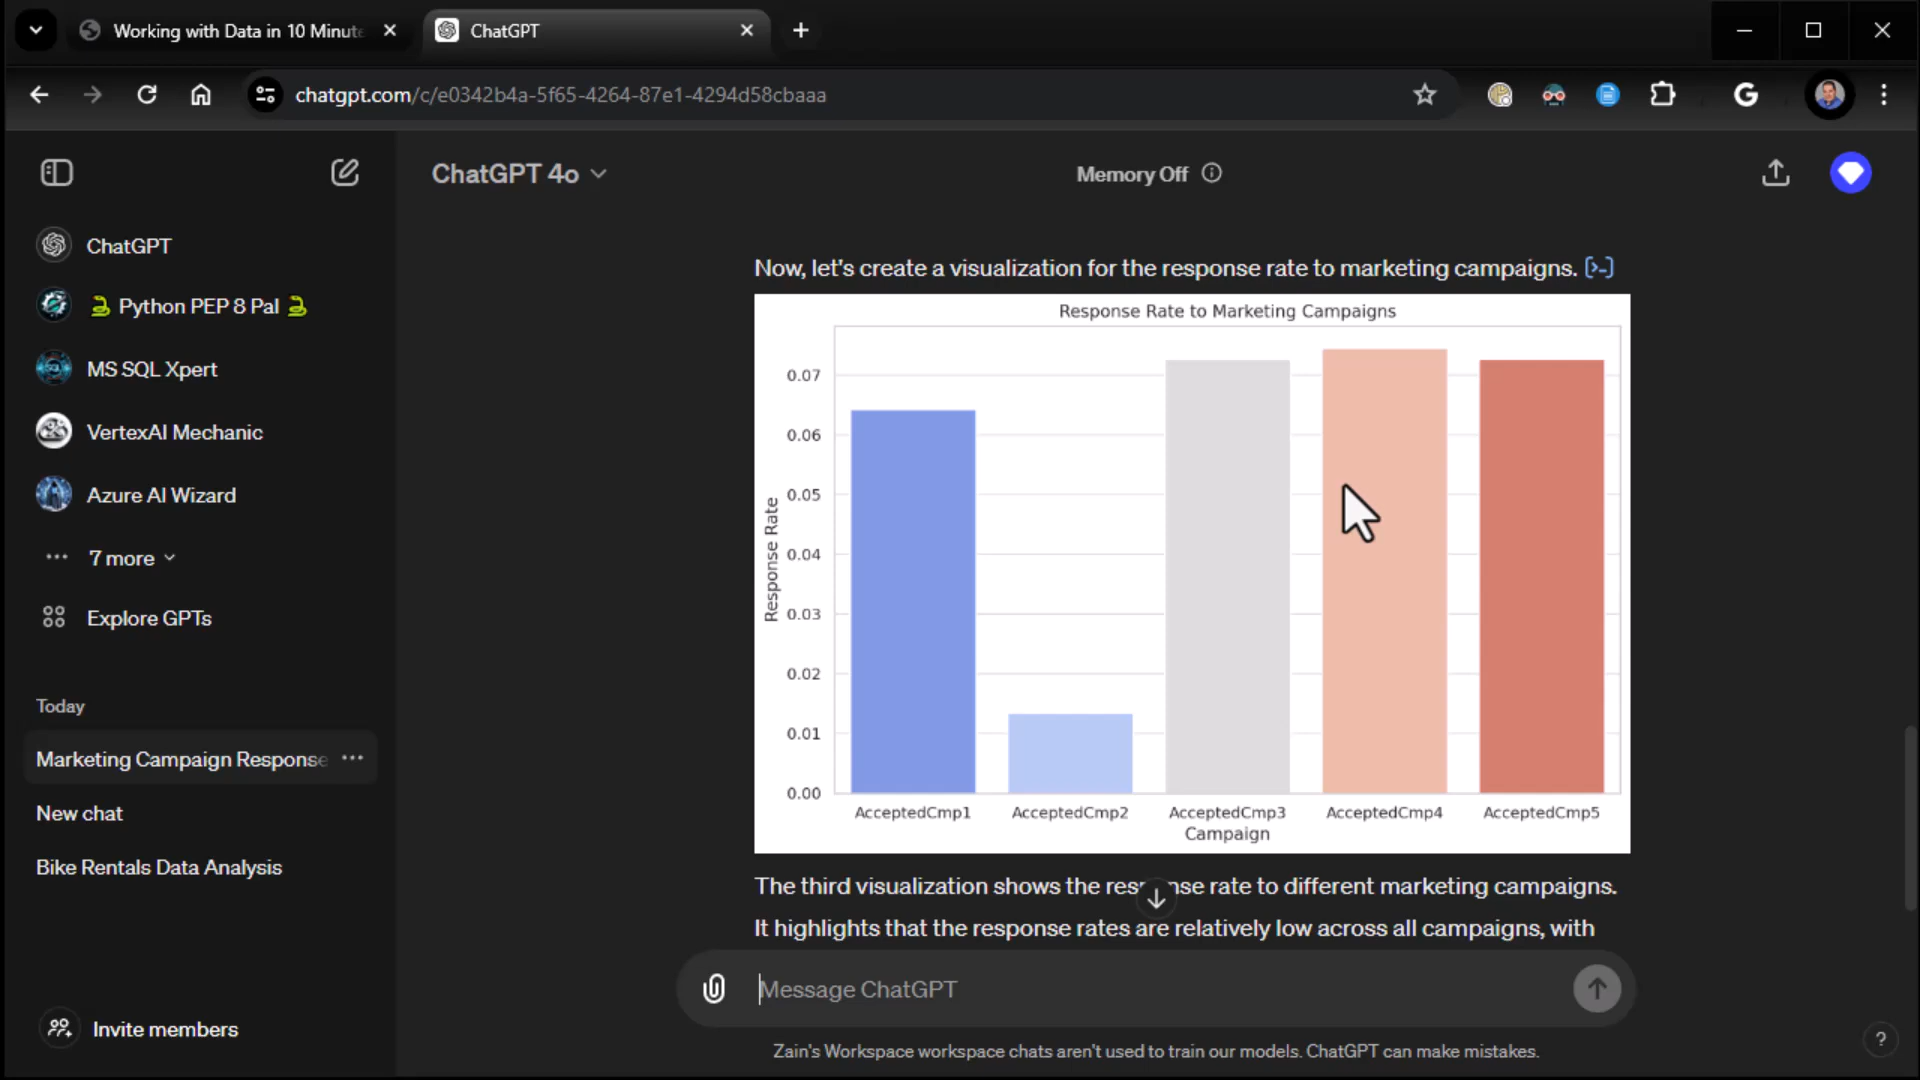 Working with Data in 10 Minute
ChatGPT
chatgpt.com/c/e0342b4a-5f65-4264-87e1-4294d58cbaaa
ChatGPT 4o
Memory Off
ChatGPT
Python PEP 8 Pal
MS SQL Xpert
VertexAI Mechanic
Azure AI Wizard
7 more
Explore GPTs
Today
Marketing Campaign Response
New chat
Bike Rentals Data Analysis
Invite members
Now, let's create a visualization for the response rate to marketing campaigns.
Response Rate to Marketing Campaigns
Response Rate
0.07
0.06
0.05
0.04
0.03
0.02
0.01
0.00
AcceptedCmp1 AcceptedCmp2 AcceptedCmp3 AcceptedCmp4 AcceptedCmp5
Campaign
The third visualization shows the response rate to different marketing campaigns.
It highlights that the response rates are relatively low across all campaigns, with
Message ChatGPT
Zain's Workspace workspace chats aren't used to train our models. ChatGPT can make mistakes.
?